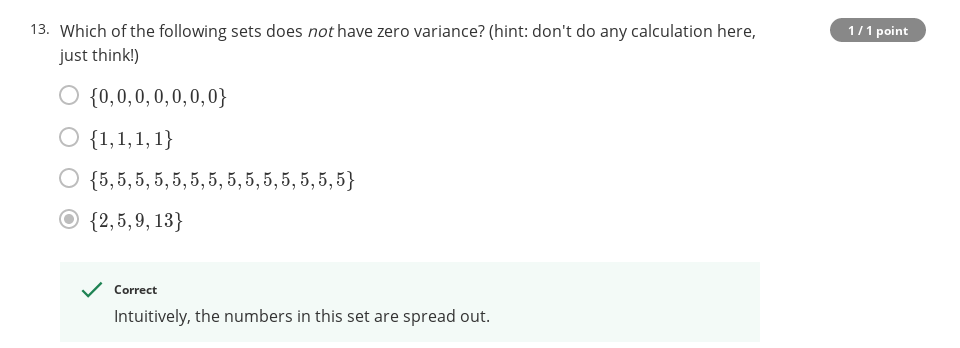 13. Which of the following sets does not have zero variance? (hint: don't do any calculation here,
just think!)
1 / 1 point
{0, 0, 0, 0, 0, 0, 0}
{1, 1, 1, 1}
{5, 5, 5, 5, 5, 5, 5, 5, 5, 5, 5, 5, 5, 5}
{2, 5, 9, 13}
Correct
Intuitively, the numbers in this set are spread out.